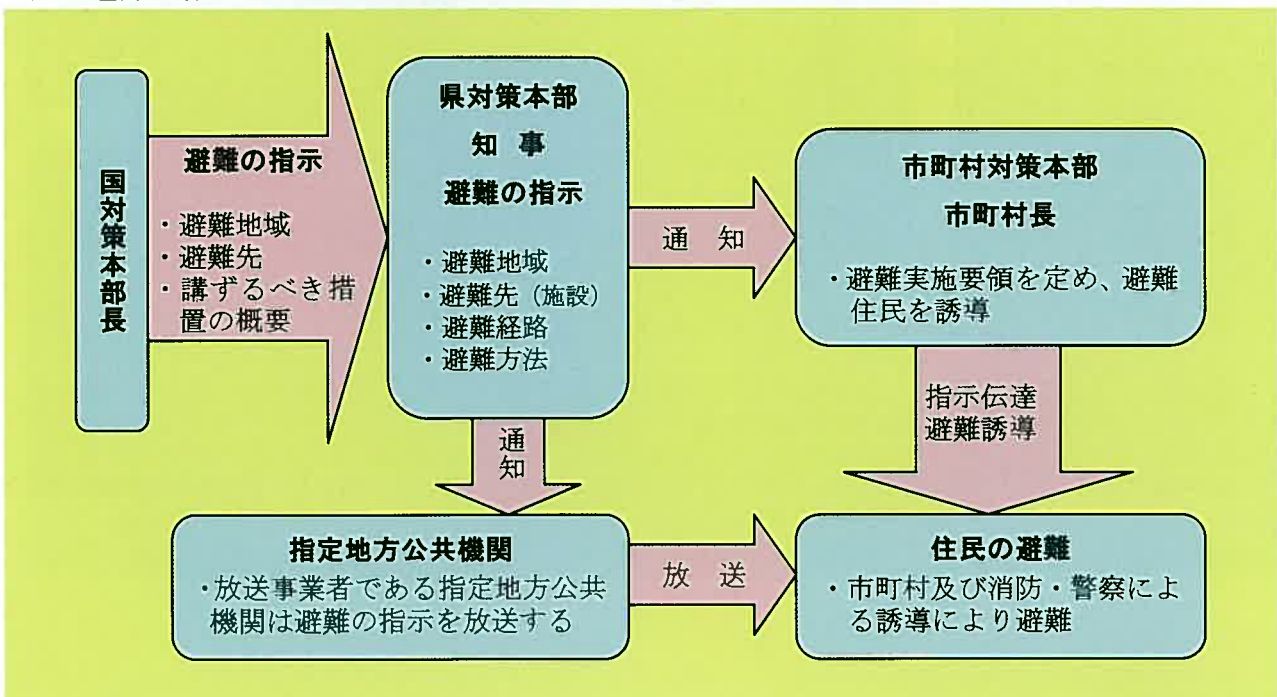 国対策本部長
避難の指示
・避難地域
・避難先
・講ずるべき措
置の概要
県対策本部
知 事
避難の指示
・避難地域
・避難先（施設）
・避難経路
・避難方法
通 知
市町村対策本部
市町村長
・避難実施要領を定め、避難
住民を誘導
通知
指示伝達
避難誘導
指定地方公共機関
・放送事業者である指定地方公共
機関は避難の指示を放送する
放 送
住民の避難
・市町村及び消防・警察によ
る誘導により避難